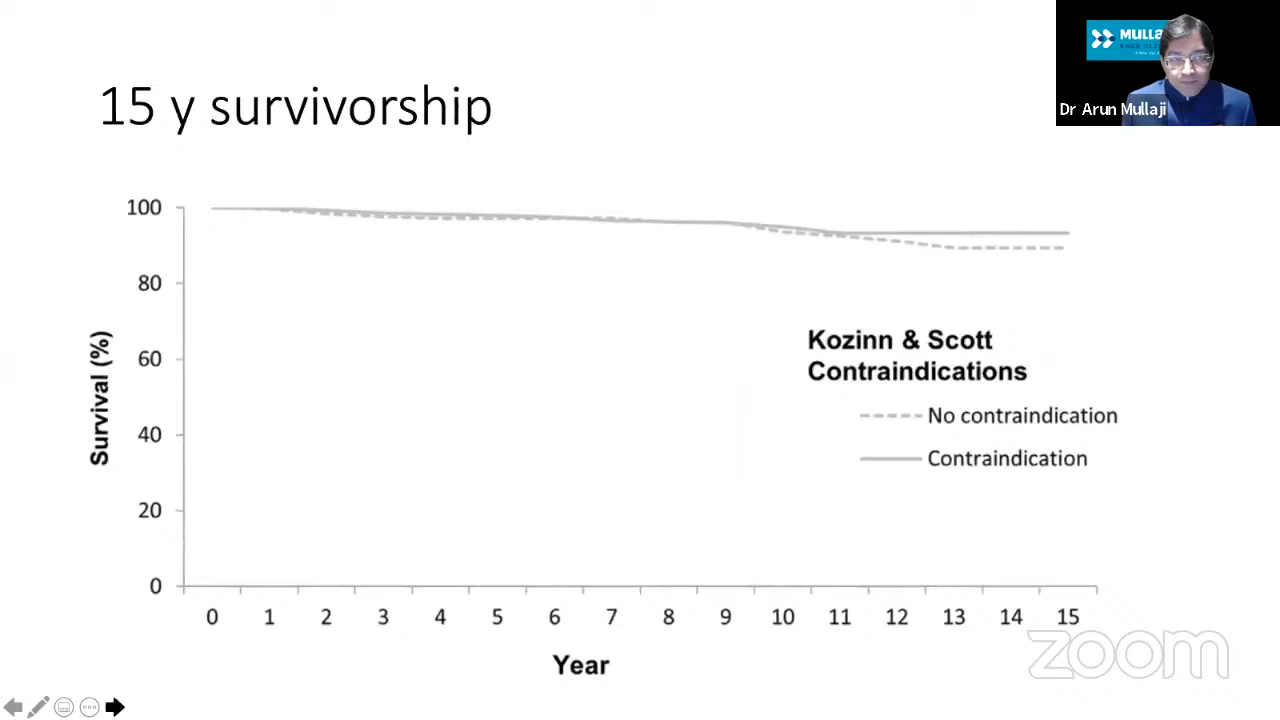 MULLA
15 y survivorship
Dr Arun Mullaji
100
80
60
40
20
0
Survival (%)
Kozinn & Scott
Contraindications
No contraindication
Contraindication
0 1 2 3 4 5 6 7 8 9 10 11 12 13 14 15
Year
zoom